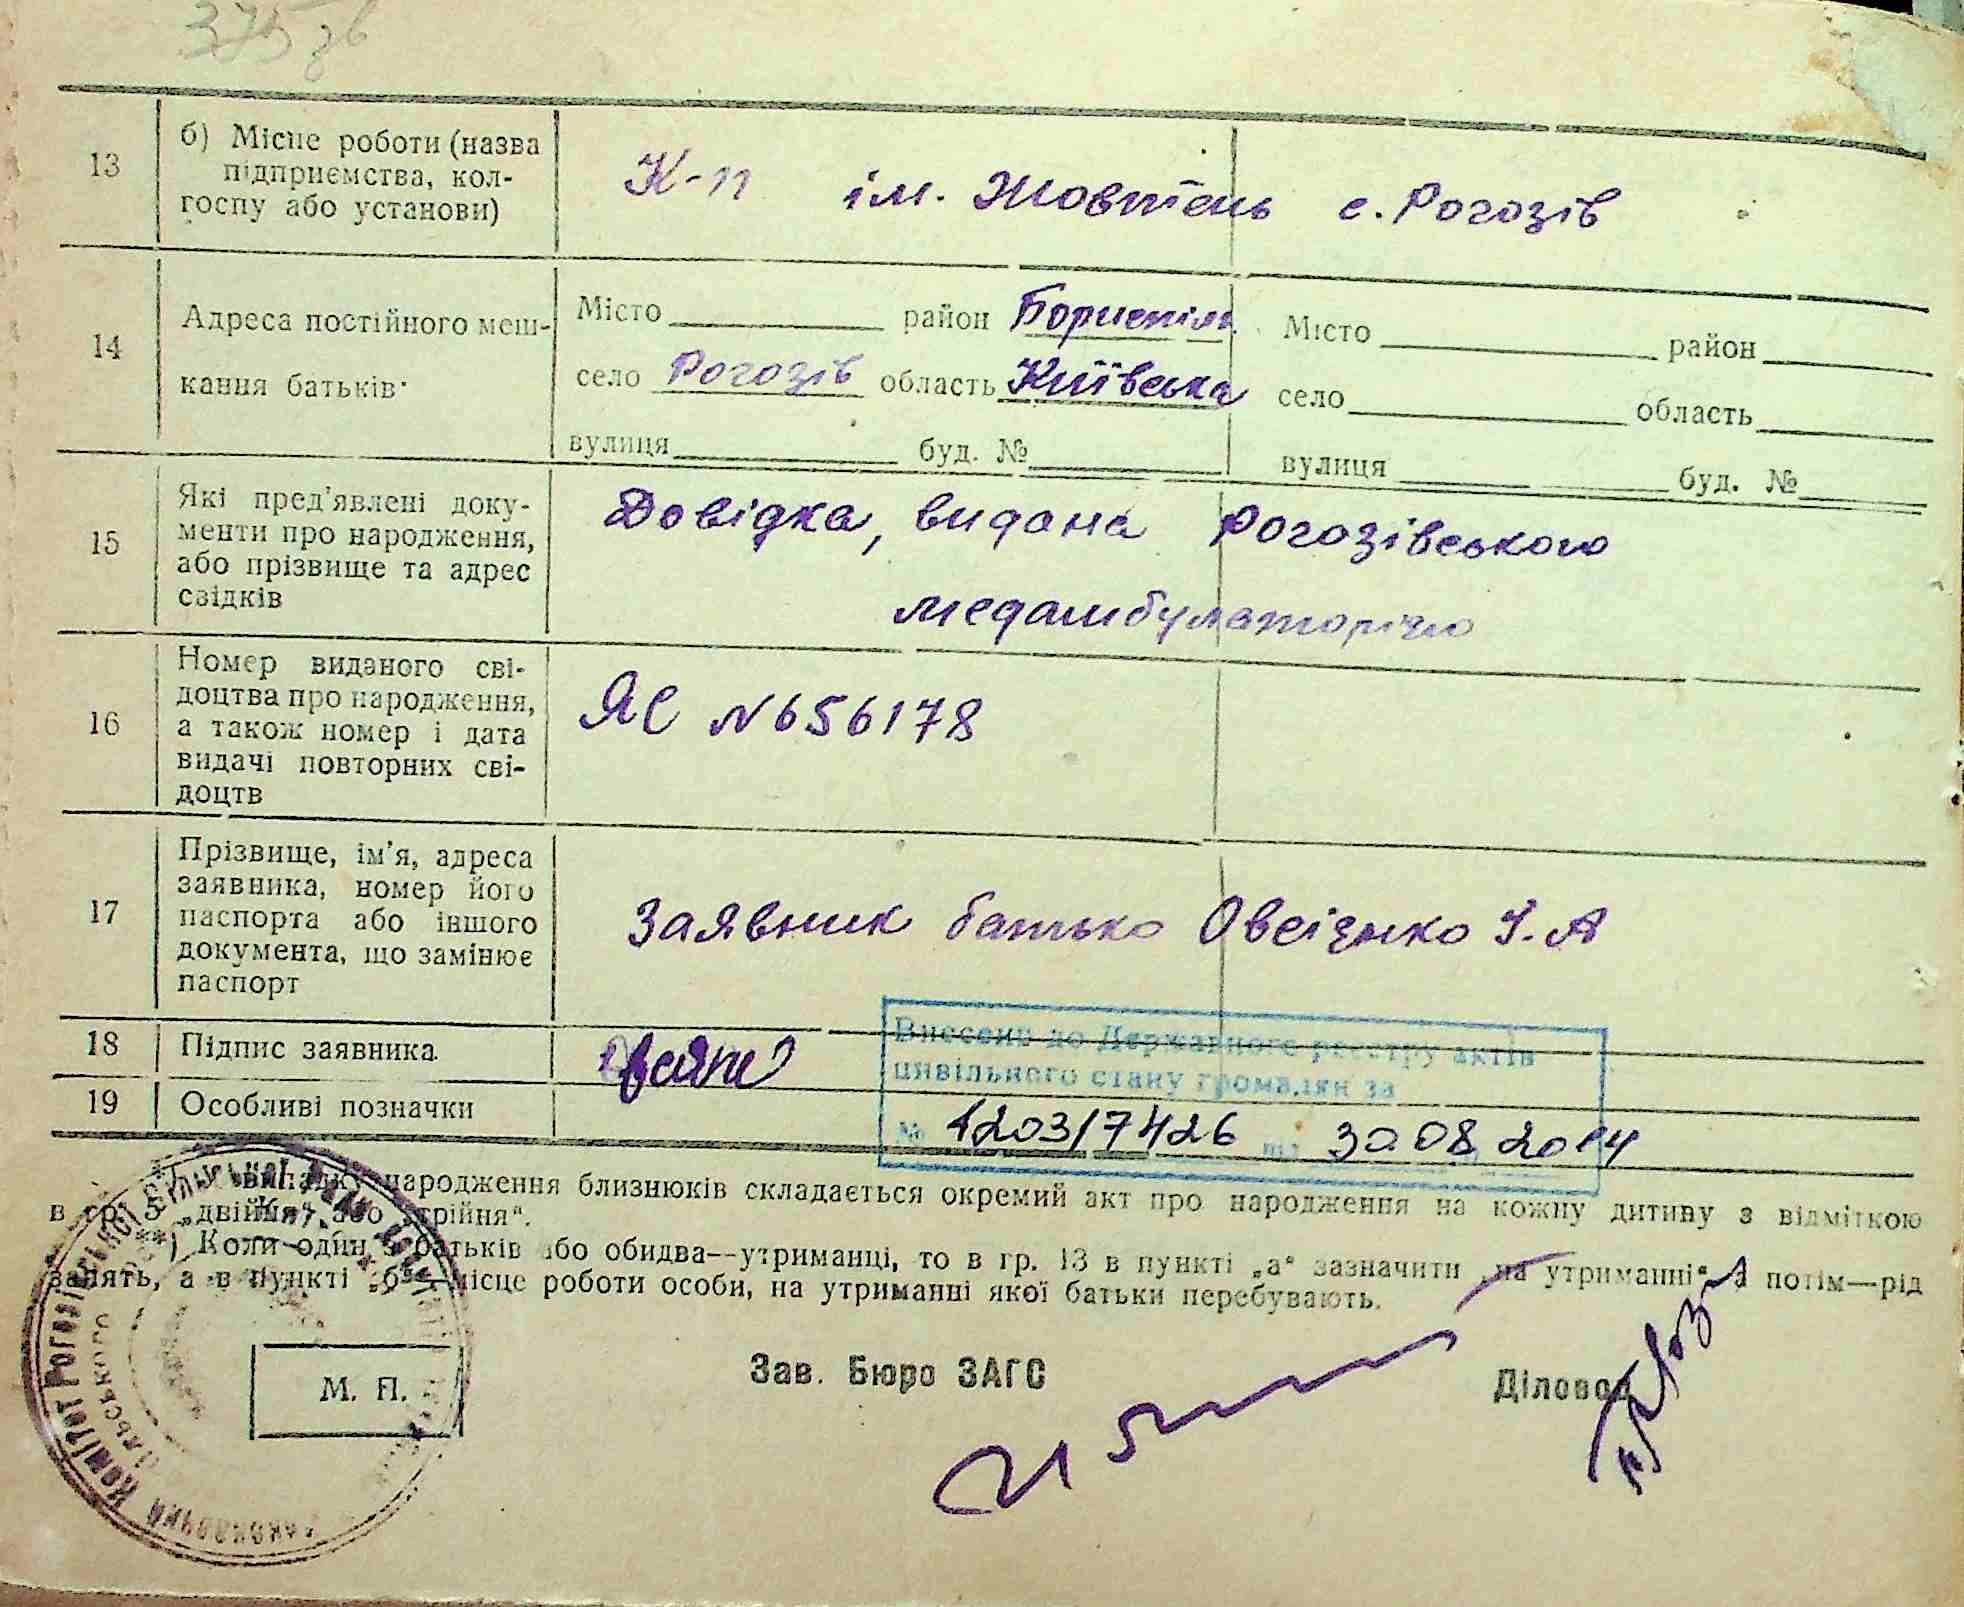 375 зв
13
б) Місце роботи (назва
підприємства, кол-
госпу або установи)
К-п ім. Жовтень с. Рогозів
14
Адреса постійного меш-
кання батьків
Місто район Бориспіль
село Рогозів область Київська
вулиця буд. №
Місто район
село область
вулиця буд. №
15
Які пред'явлені доку-
менти про народження,
або прізвище та адрес
свідків
Довідка, видана Рогозівського
медамбулаторією
16
Номер виданого сві-
доцтва про народження,
а також номер і дата
видачі повторних сві-
доцтв
ЯС N656178
17
Прізвище, ім'я, адреса
заявника, номер його
паспорта або іншого
документа, що замінює
паспорт
Заявник батько Овсієнко І. А
18
Підпис заявника
19
Особливі позначки
Внесено до Державного реєстру актів
цивільного стану громадян за
№ 1203/7426 від 30.08.2014
У випадку народження близнюків складається окремий акт про народження на кожну дитину з відміткою
в гр. 5 „двійня“ або „трійня“.
**) Коли один з батьків або обидва—утриманці, то в гр. 13 в пункті „а“ зазначити „на утриманні“ а потім—рід
занять, а в пункті „б“—місце роботи особи, на утриманні якої батьки перебувають.
М. П.
Зав. Бюро ЗАГС
Діловод